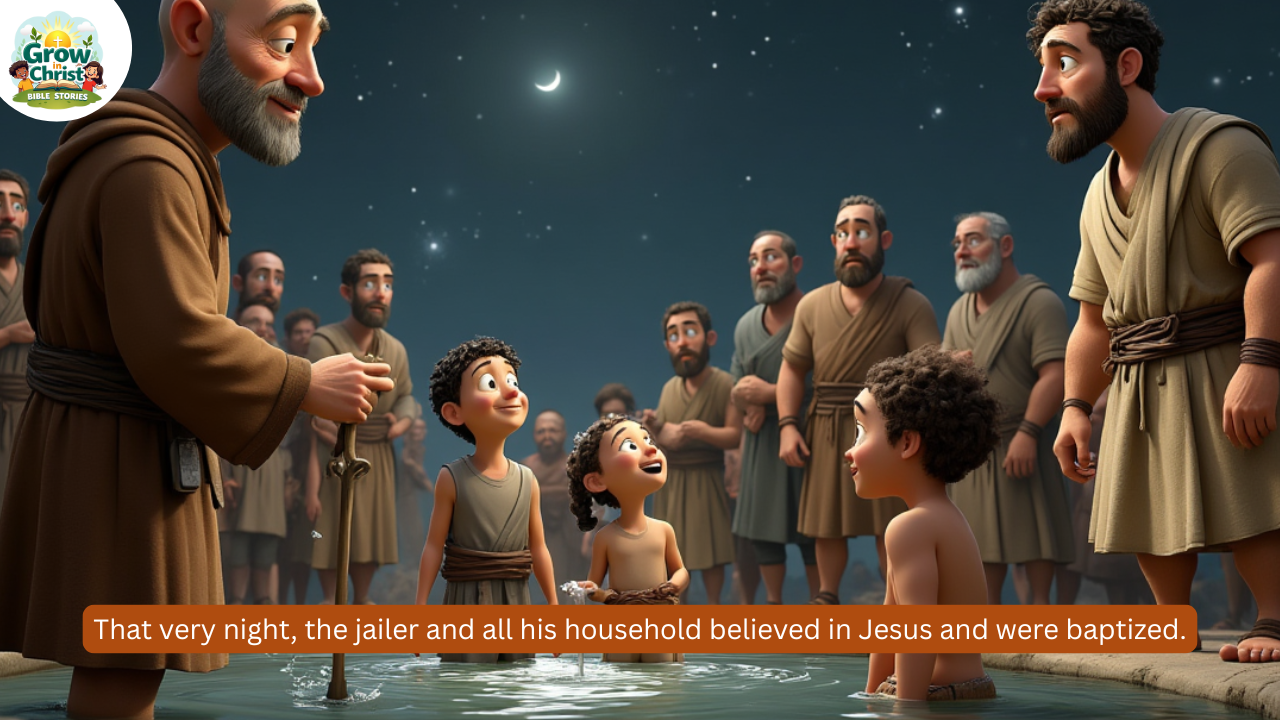 Grow
in
Christ
BIBLE STORIES
That very night, the jailer and all his household believed in Jesus and were baptized.